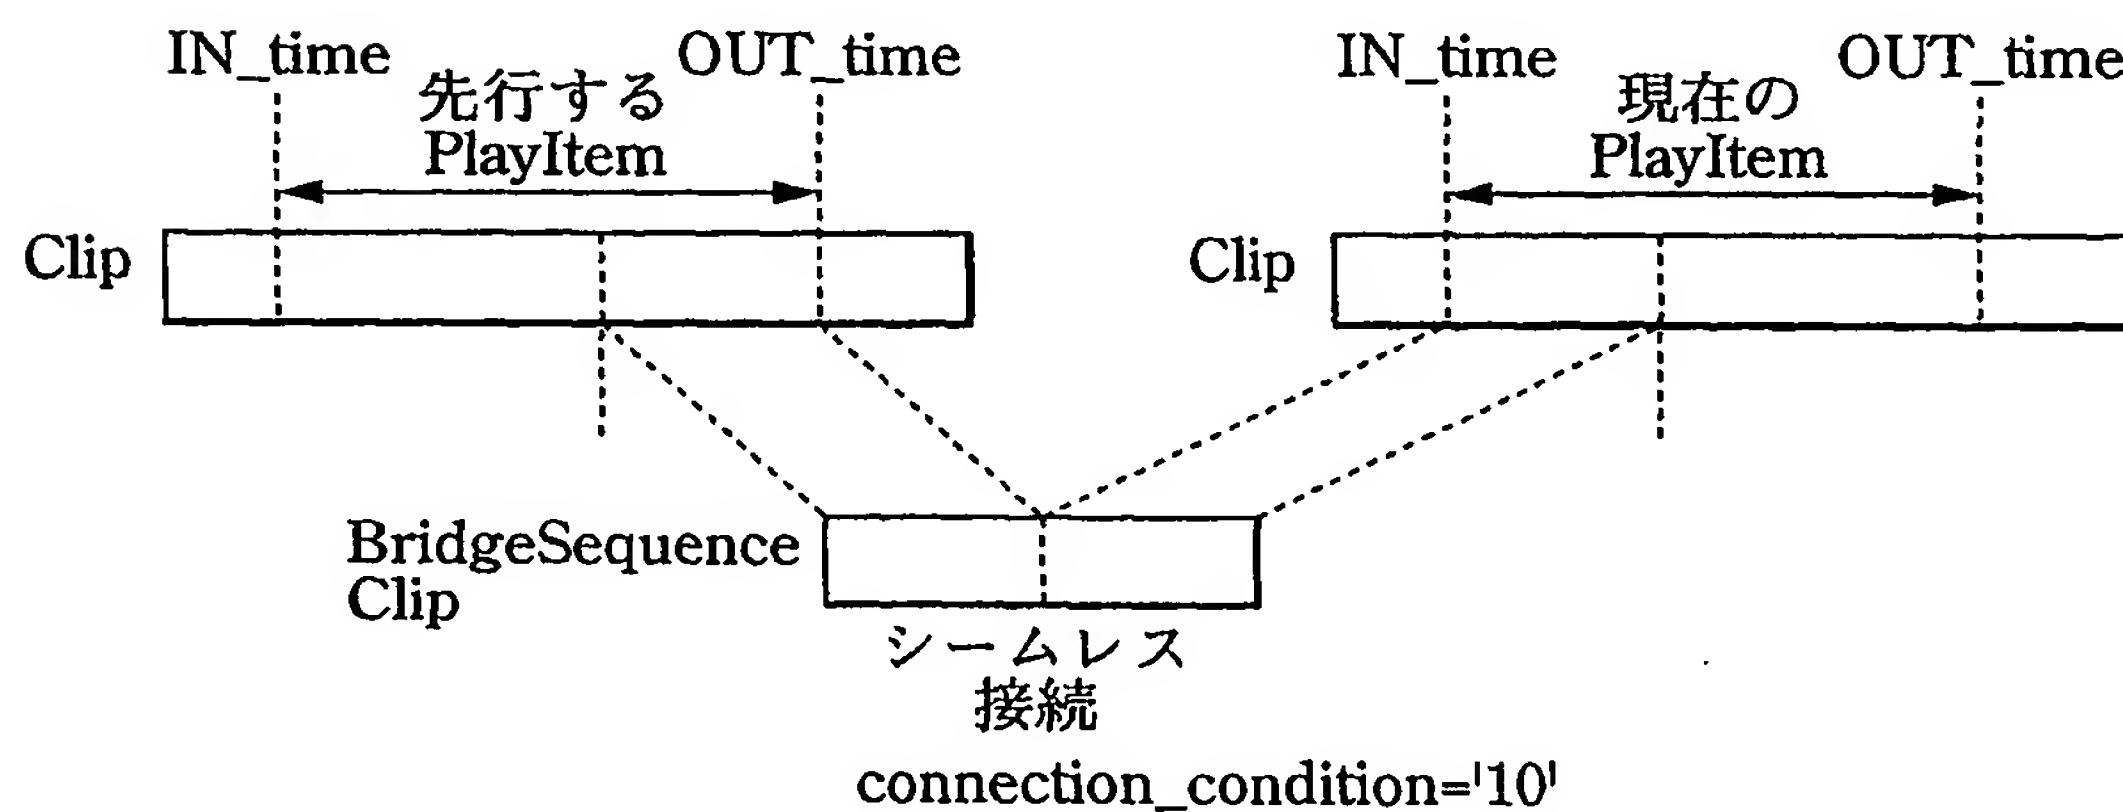 IN_time
OUT_time
先行する
PlayItem
Clip
IN_time
OUT_time
現在の
PlayItem
Clip
BridgeSequence
Clip
シームレス
接続
connection_condition='10'